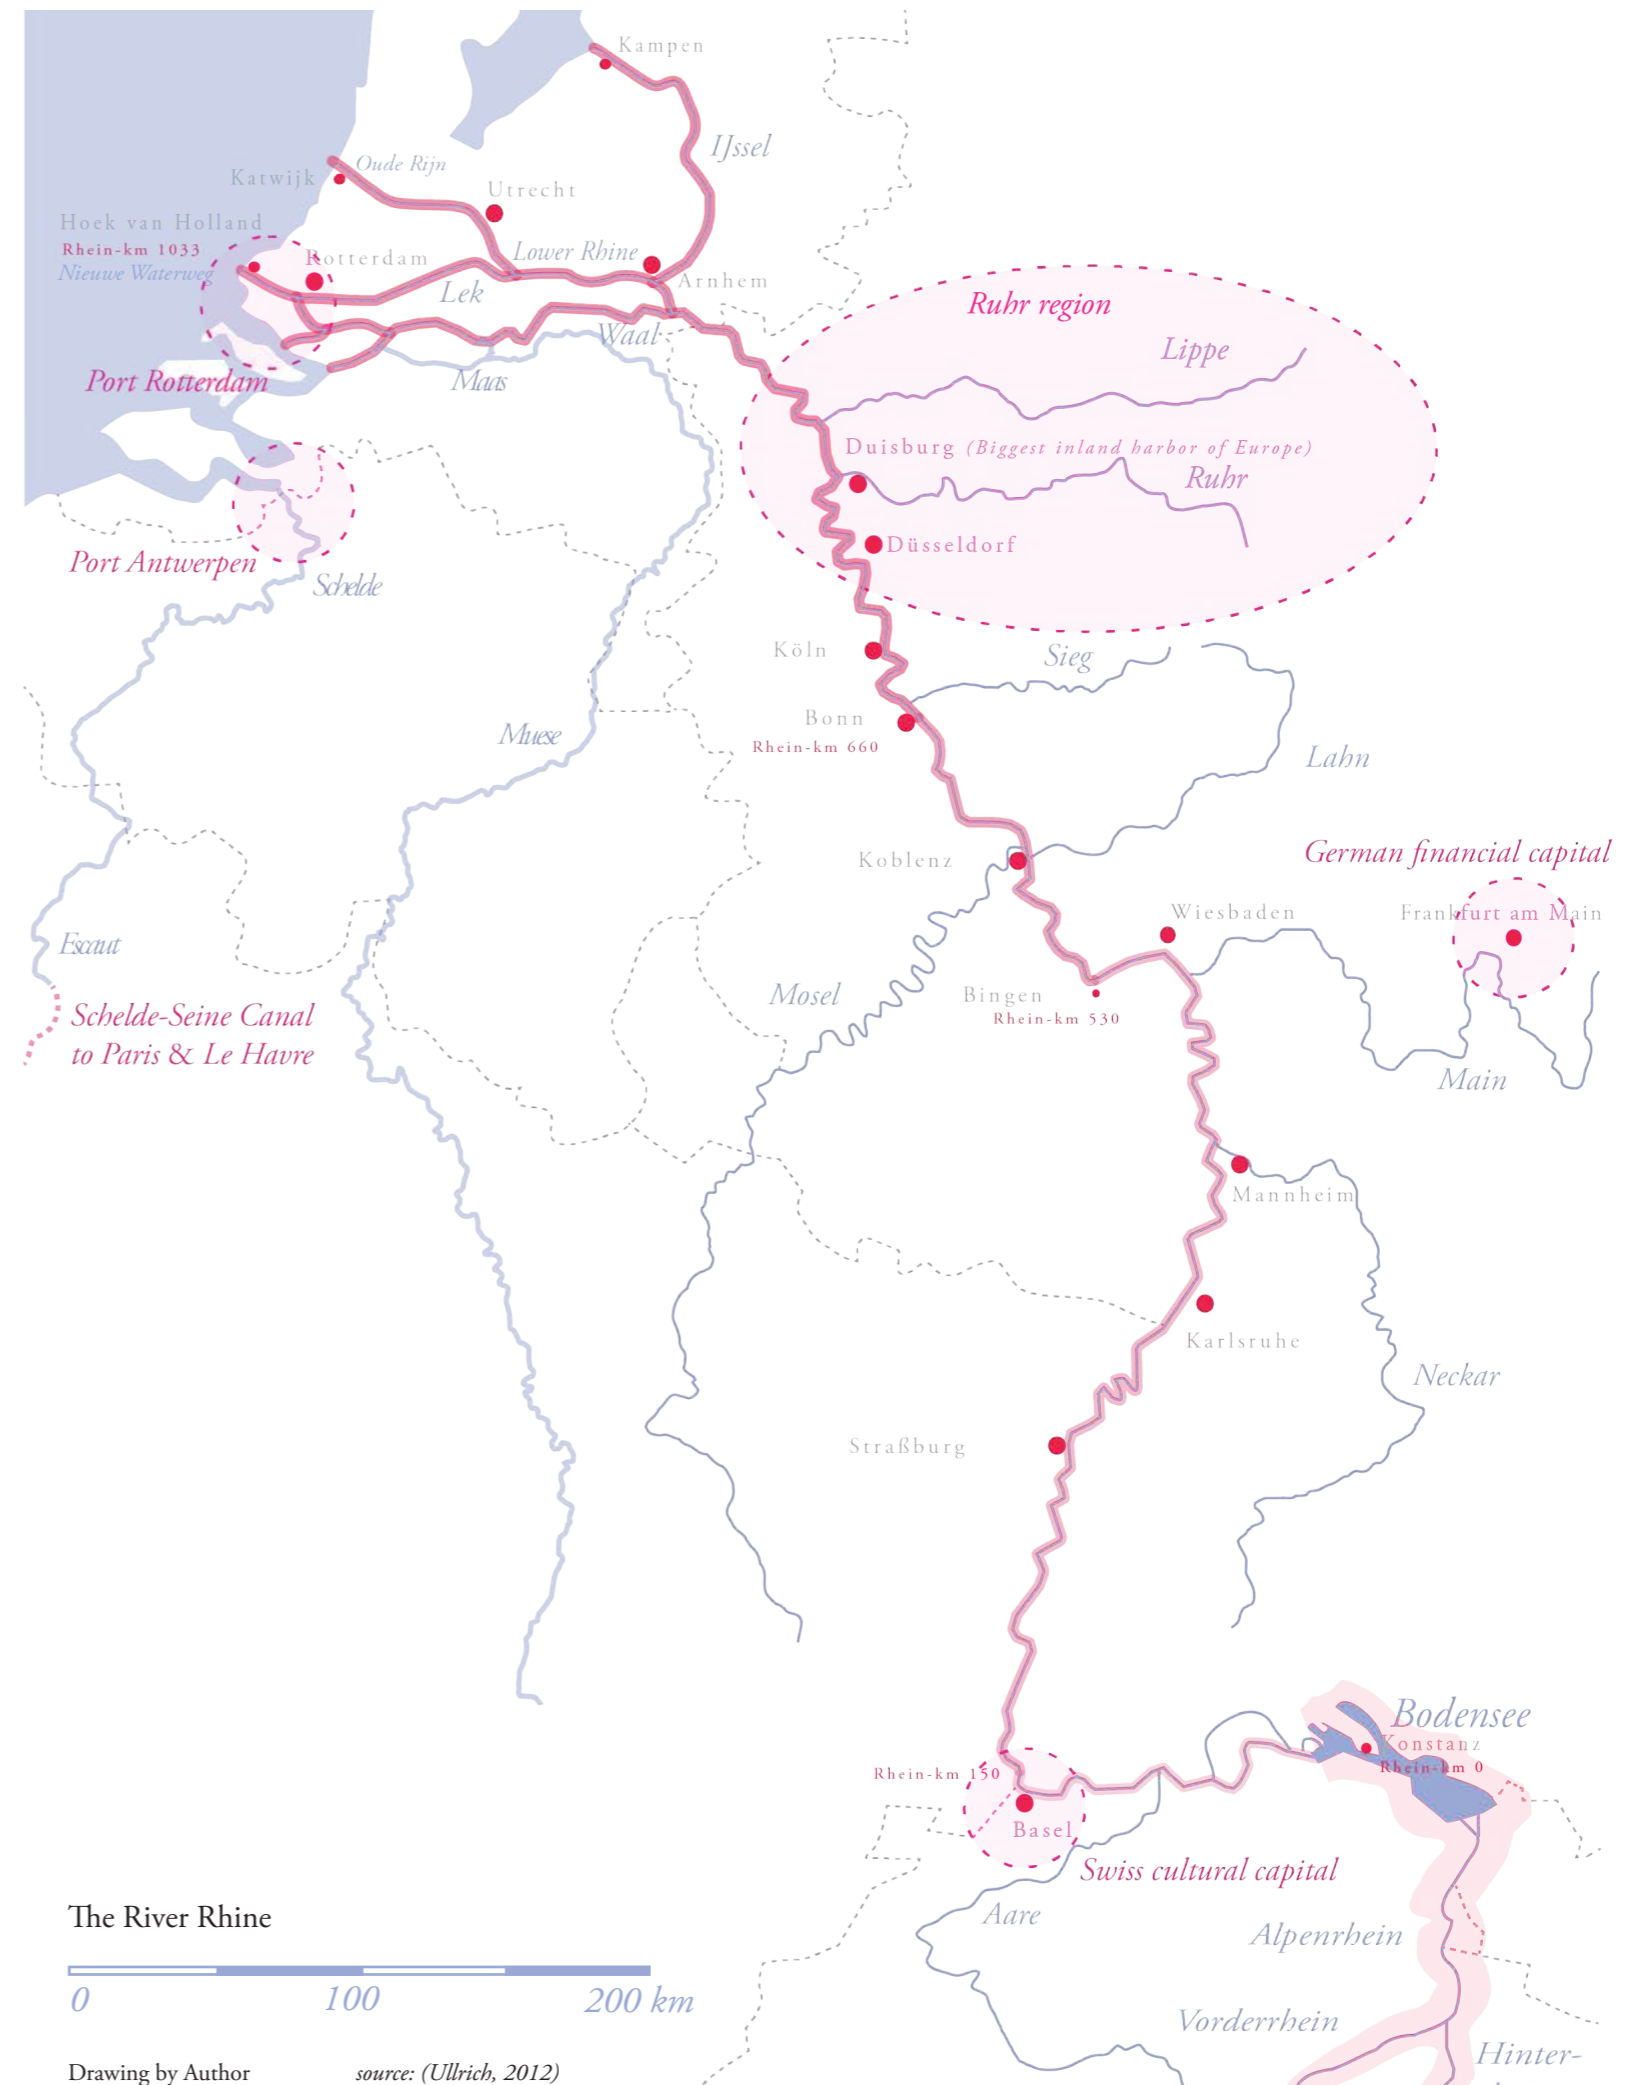 Kampen
IJssel
Oude Rijn
Katwijk
Utrecht
Hoek van Holland
Rhein-km 1033
Nieuwe Waterweg
Rotterdam
Lower Rhine
Arnhem
Lek
Waal
Maas
Port Rotterdam
Ruhr region
Lippe
Duisburg (Biggest inland harbor of Europe)
Ruhr
Düsseldorf
Port Antwerpen
Schelde
Köln
Sieg
Bonn
Rhein-km 660
Muese
Lahn
Koblenz
German financial capital
Wiesbaden
Frankfurt am Main
Escaut
Mosel
Bingen
Rhein-km 530
Schelde-Seine Canal
to Paris & Le Havre
Main
Mannheim
Karlsruhe
Neckar
Straßburg
Bodensee
Konstanz
Rhein-km 0
Rhein-km 150
Basel
Swiss cultural capital
Aare
Alpenrhein
Vorderrhein
Hinter-
The River Rhine
0 100 200 km
Drawing by Author source: (Ullrich, 2012)